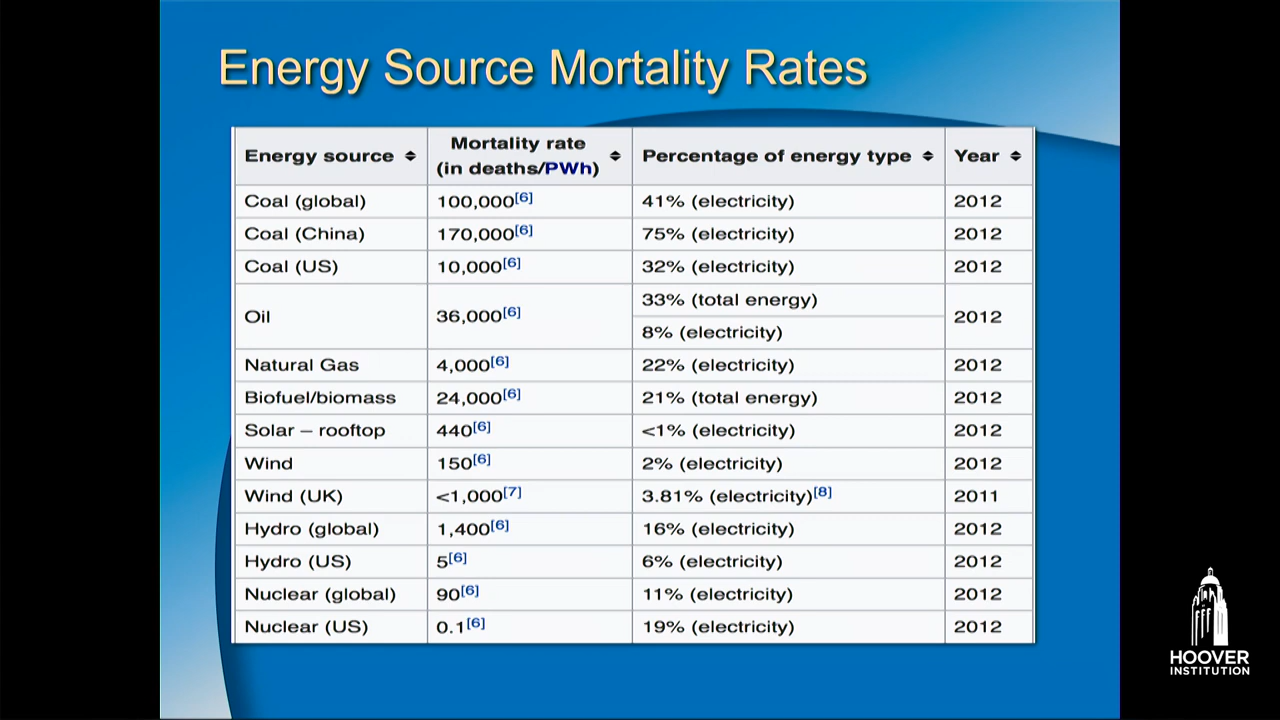 Energy Source Mortality Rates
Energy source Mortality rate (in deaths/PWh) Percentage of energy type Year
Coal (global) 100,000[6] 41% (electricity) 2012
Coal (China) 170,000[6] 75% (electricity) 2012
Coal (US) 10,000[6] 32% (electricity) 2012
Oil 36,000[6] 33% (total energy) 2012
8% (electricity)
Natural Gas 4,000[6] 22% (electricity) 2012
Biofuel/biomass 24,000[6] 21% (total energy) 2012
Solar – rooftop 440[6] <1% (electricity) 2012
Wind 150[6] 2% (electricity) 2012
Wind (UK) <1,000[7] 3.81% (electricity)[8] 2011
Hydro (global) 1,400[6] 16% (electricity) 2012
Hydro (US) 5[6] 6% (electricity) 2012
Nuclear (global) 90[6] 11% (electricity) 2012
Nuclear (US) 0.1[6] 19% (electricity) 2012
HOOVER
INSTITUTION